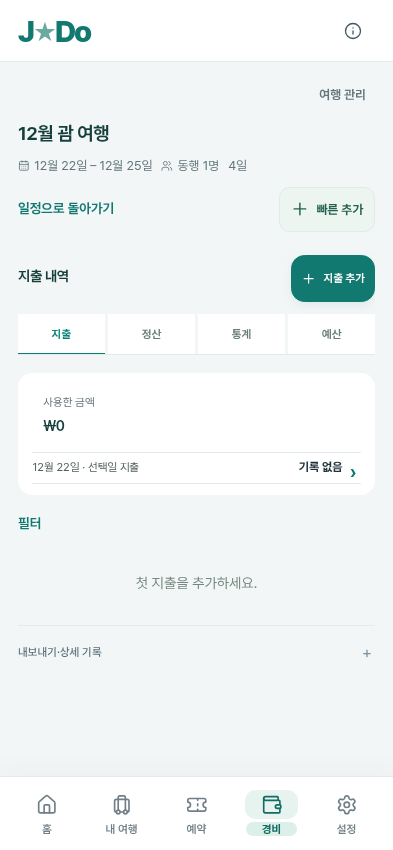 J★Do
여행 관리
12월 괌 여행
12월 22일 – 12월 25일 동행 1명 4일
일정으로 돌아가기
빠른 추가
지출 내역
지출 추가
지출 정산 통계 예산
사용한 금액
₩0
12월 22일 · 선택일 지출 기록 없음 ›
필터
첫 지출을 추가하세요.
내보내기·상세 기록 +
홈 내 여행 예약 경비 설정